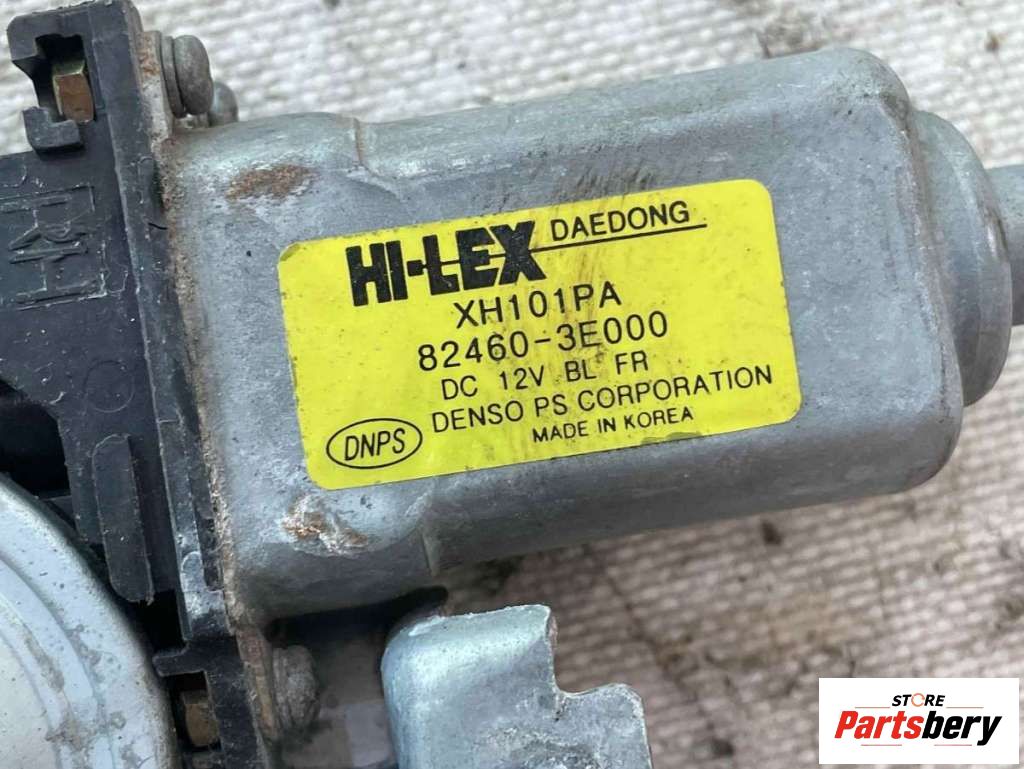 HI-LEX DAEDONG
XH101PA
82460-3E000
DC 12V BL FR
DENSO PS CORPORATION
DNPS
MADE IN KOREA
STORE
Partsbery